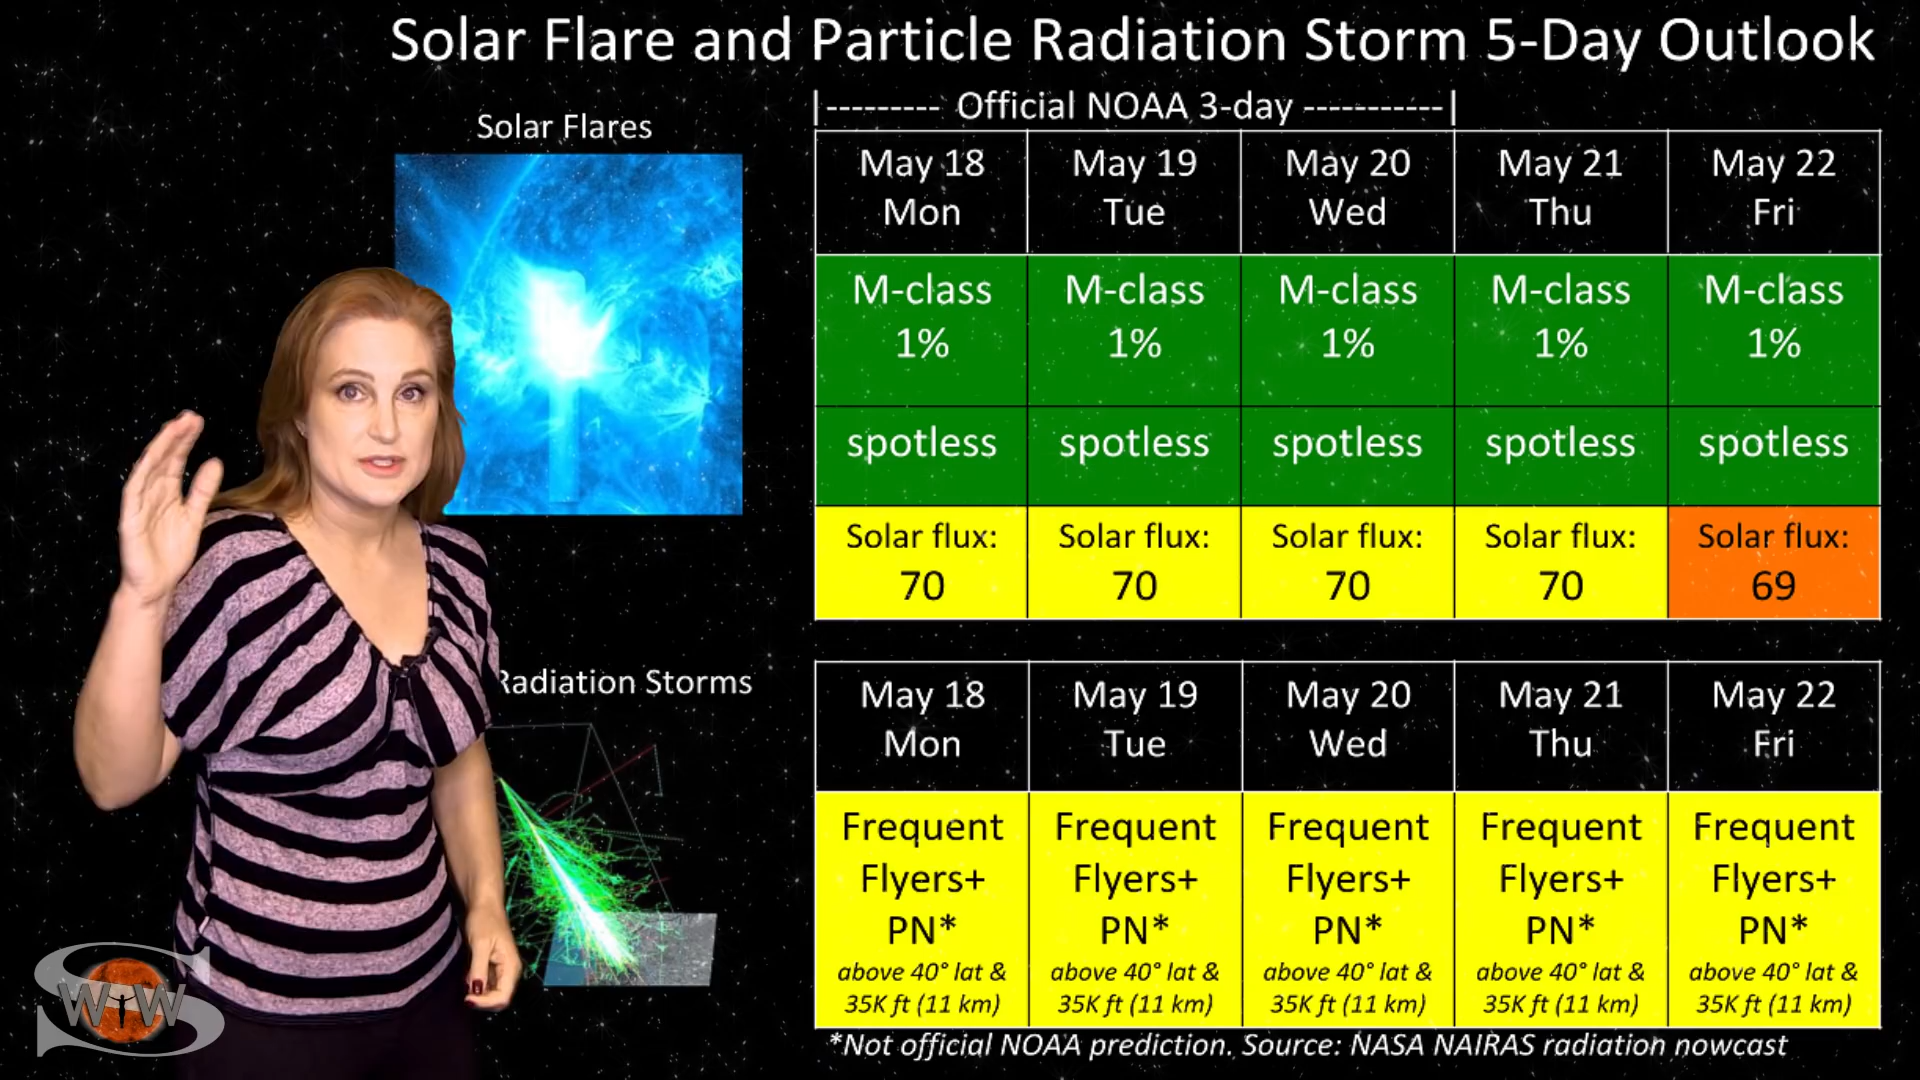 Solar Flare and Particle Radiation Storm 5-Day Outlook
|--------- Official NOAA 3-day -----------|
Solar Flares
May 18 May 19 May 20 May 21 May 22
Mon Tue Wed Thu Fri
M-class M-class M-class M-class M-class
1% 1% 1% 1% 1%
spotless spotless spotless spotless spotless
Solar flux: Solar flux: Solar flux: Solar flux: Solar flux:
70 70 70 70 69
Radiation Storms
May 18 May 19 May 20 May 21 May 22
Mon Tue Wed Thu Fri
Frequent Frequent Frequent Frequent Frequent
Flyers+ Flyers+ Flyers+ Flyers+ Flyers+
PN* PN* PN* PN* PN*
above 40° lat & above 40° lat & above 40° lat & above 40° lat & above 40° lat &
35K ft (11 km) 35K ft (11 km) 35K ft (11 km) 35K ft (11 km) 35K ft (11 km)
*Not official NOAA prediction. Source: NASA NAIRAS radiation nowcast
S
WTW